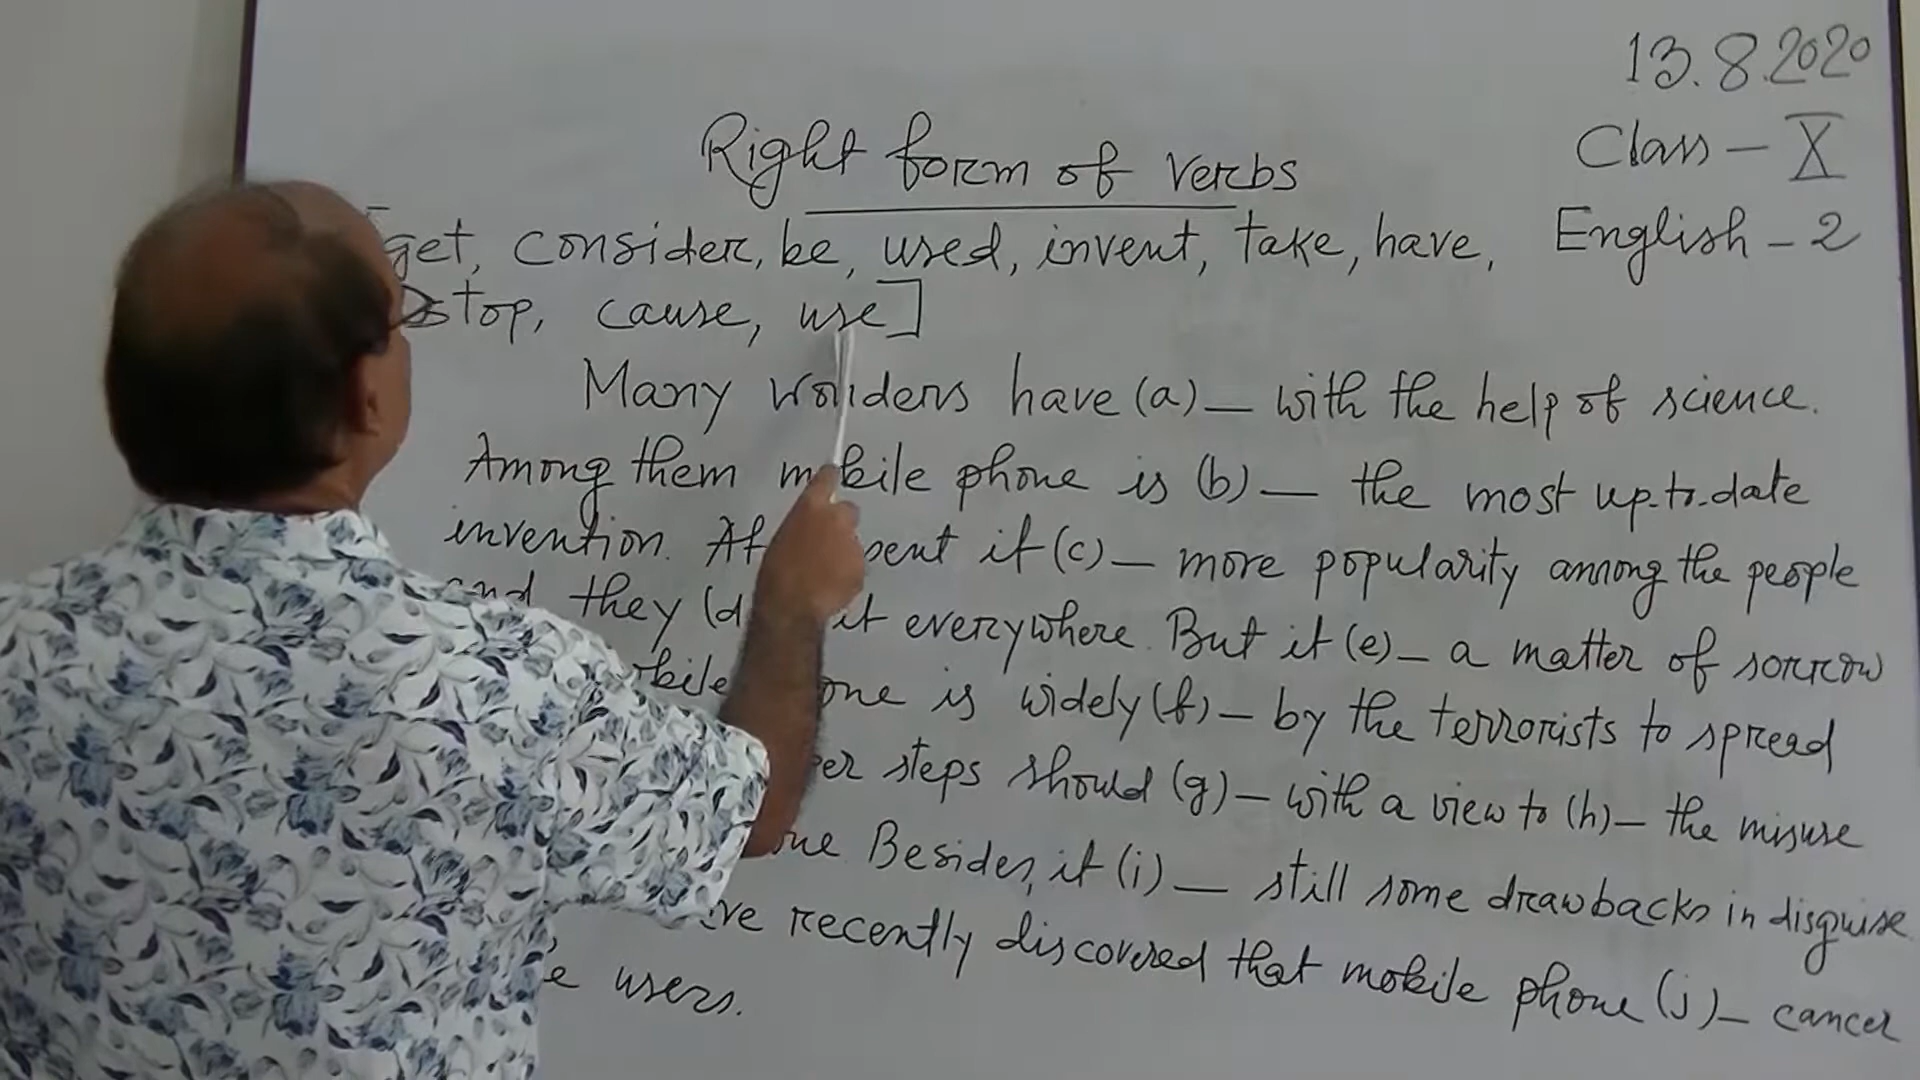 13.8.2020
Class - X
English - 2
Right form of verbs
get, consider, be, used, invent, take, have,
stop, cause, use]
Many wonders have (a) — with the help of science.
Among them mobile phone is (b) — the most up-to-date
invention. At it (c) — more popularity among the people
and they (d it everywhere. But it (e) — a matter of sorrow
is widely (f) — by the terrorists to spread
steps should (g) — with a view to (h) — the misuse
Besides, it (i) — still some drawbacks in disguise.
recently discovered that mobile phone (j) — cancer
users.